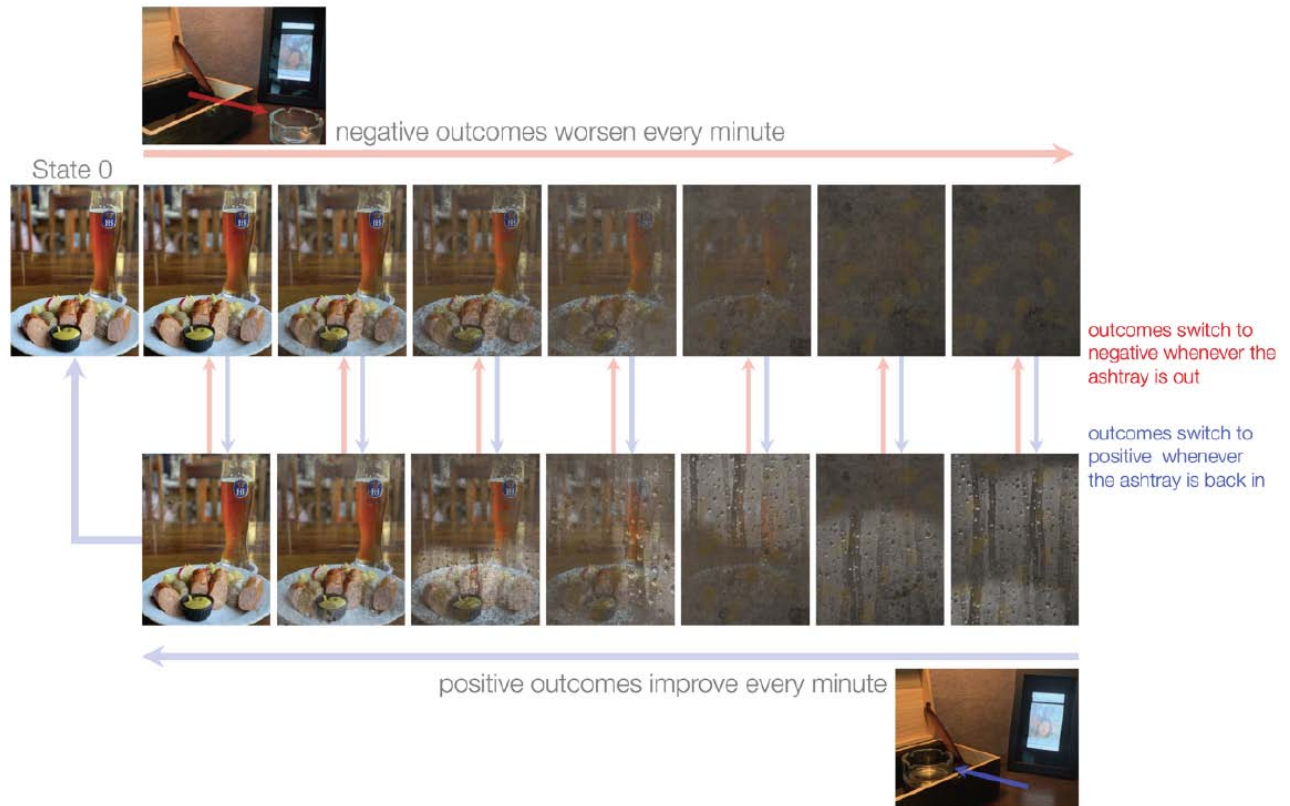 negative outcomes worsen every minute
State 0
outcomes switch to
negative whenever the
ashtray is out
outcomes switch to
positive whenever
the ashtray is back in
positive outcomes improve every minute